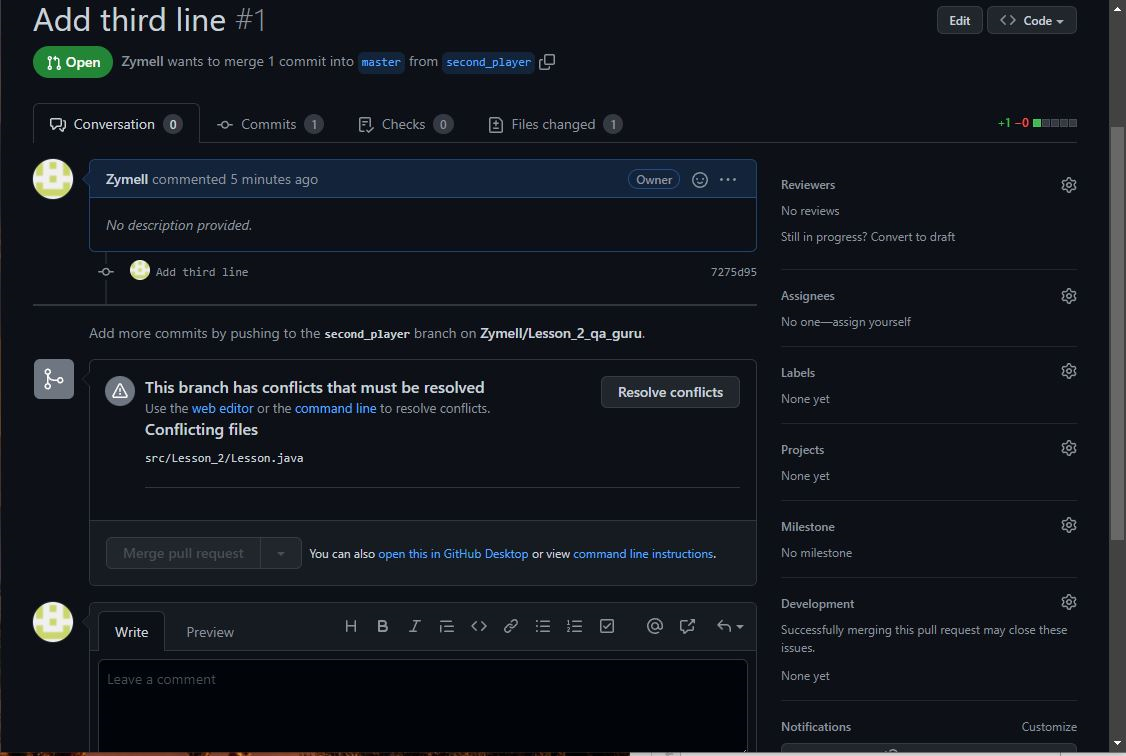 Add third line #1
Edit
Code
Open
Zymell wants to merge 1 commit into master from second_player
Conversation 0
Commits 1
Checks 0
Files changed 1
+1 −0
Zymell commented 5 minutes ago
Owner
No description provided.
Add third line
7275d95
Add more commits by pushing to the second_player branch on Zymell/Lesson_2_qa_guru.
This branch has conflicts that must be resolved
Use the web editor or the command line to resolve conflicts.
Resolve conflicts
Conflicting files
src/Lesson_2/Lesson.java
Merge pull request
You can also open this in GitHub Desktop or view command line instructions.
Write
Preview
Leave a comment
Reviewers
No reviews
Still in progress? Convert to draft
Assignees
No one—assign yourself
Labels
None yet
Projects
None yet
Milestone
No milestone
Development
Successfully merging this pull request may close these
issues.
None yet
Notifications
Customize